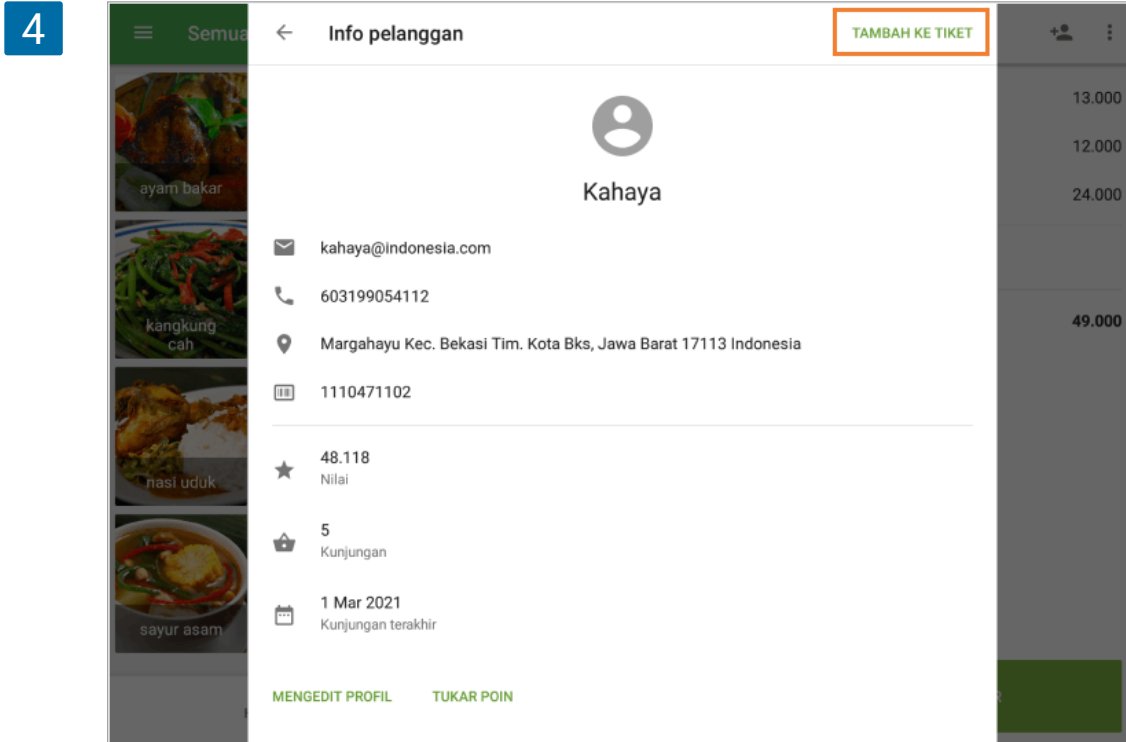 4
Semua
Info pelanggan
TAMBAH KE TIKET
13.000
12.000
24.000
49.000
ayam bakar
kangkung
cah
nasi uduk
sayur asam
Kahaya
kahaya@indonesia.com
603199054112
Margahayu Kec. Bekasi Tim. Kota Bks, Jawa Barat 17113 Indonesia
1110471102
48.118
Nilai
5
Kunjungan
1 Mar 2021
Kunjungan terakhir
MENGEDIT PROFIL
TUKAR POIN